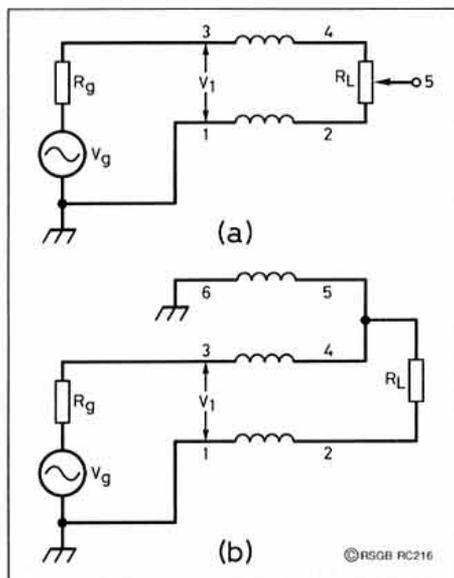 3 4
Rg V1 RL 5
1 2
Vg
(a)
6 5
3 4
Rg V1 RL
1 2
Vg
(b)
©RSGB RC216